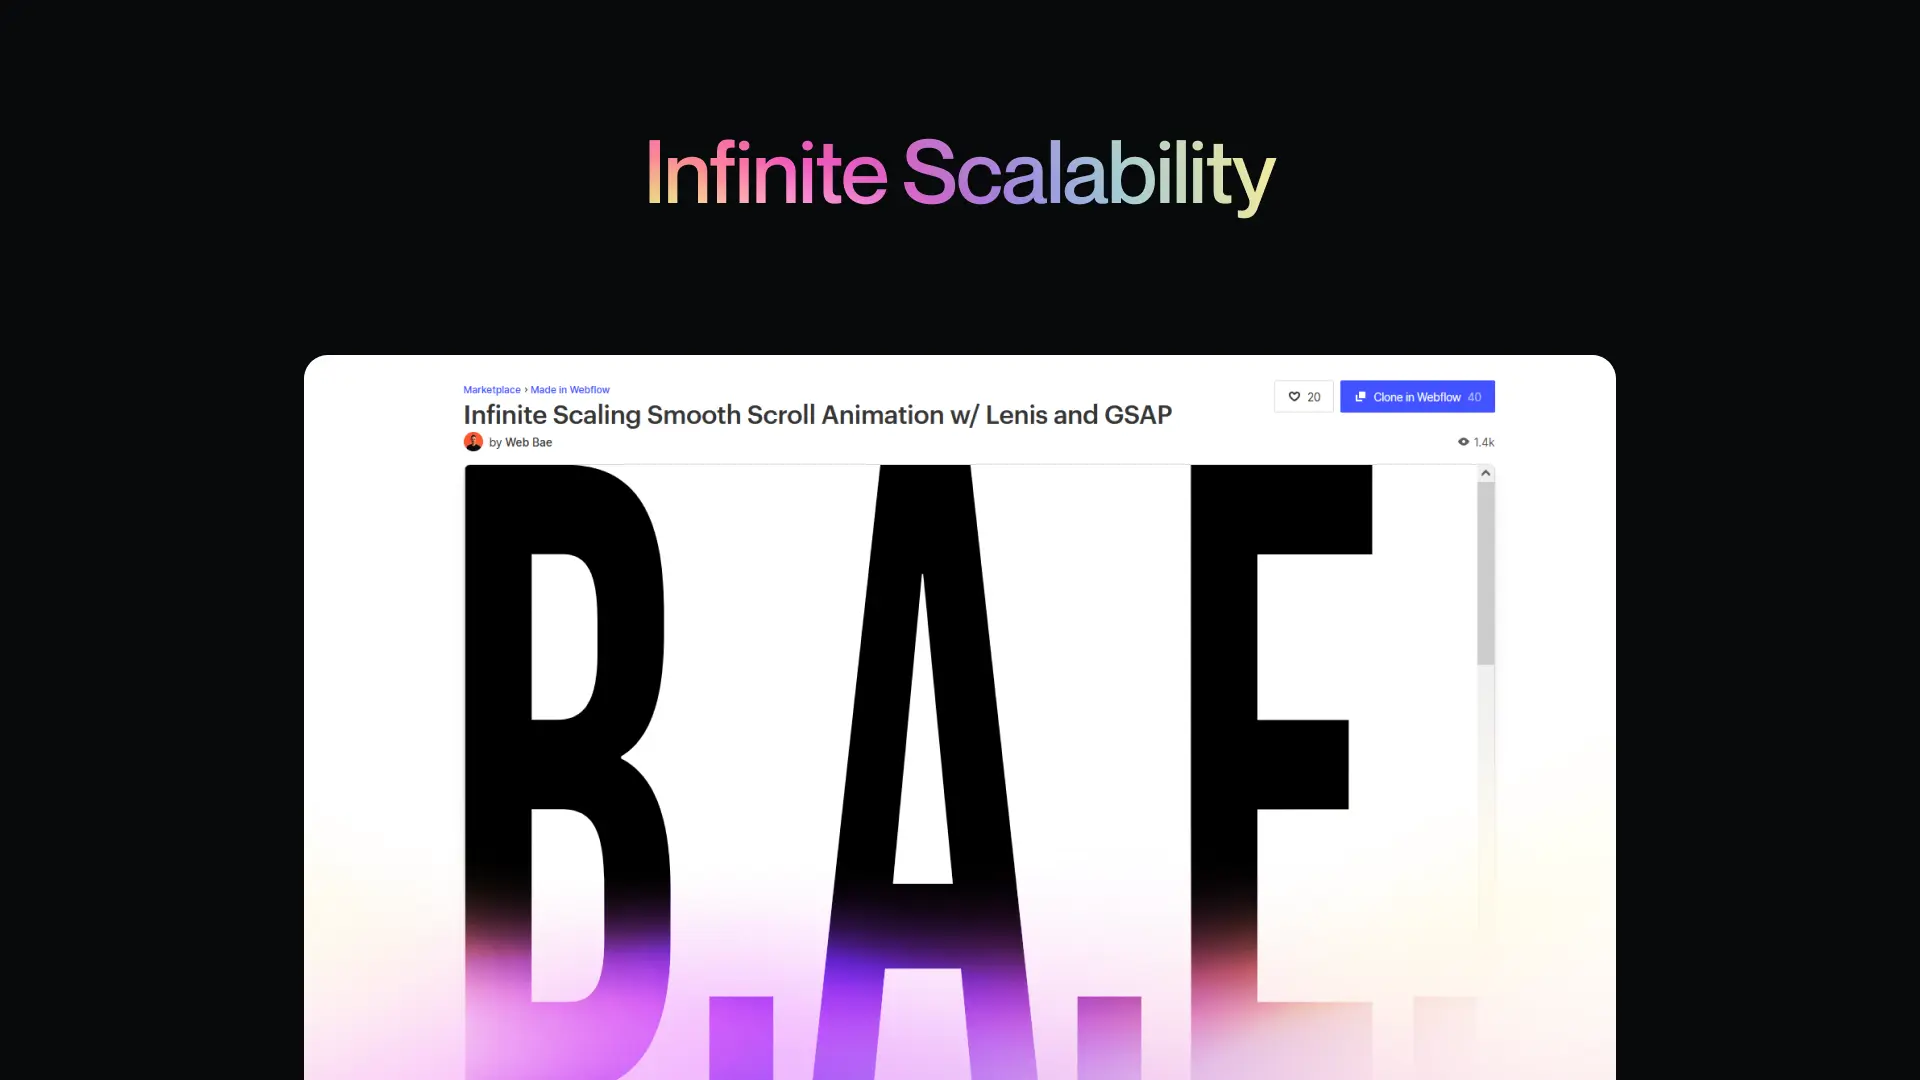 Infinite Scalability
Marketplace › Made in Webflow
Infinite Scaling Smooth Scroll Animation w/ Lenis and GSAP
by Web Bae
20
Clone in Webflow 40
1.4k
B.A.E.